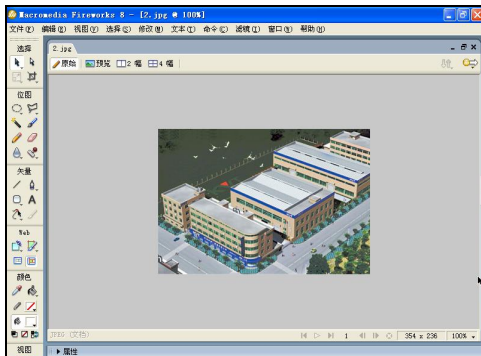 Macromedia Fireworks 8 - [2.jpg @ 100%]
文件(F) 编辑(E) 视图(V) 选择(S) 修改(M) 文本(T) 命令(C) 滤镜(I) 窗口(W) 帮助(H)
选择
2.jpg
原始 预览 2 幅 4 幅
位图
矢量
A
Web
颜色
JPEG (文档)
1
354 x 236
100%
视图
属性